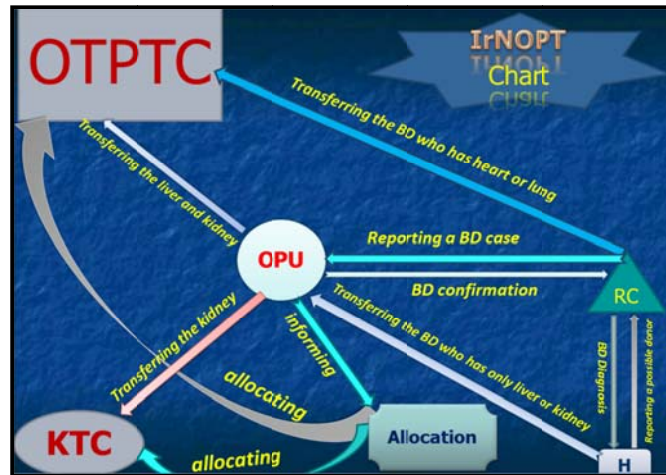 OTPTC
IrNOPT
Chart
Transferring the BD who has heart or lung
Transferring the liver and kidney
Reporting a BD case
OPU
BD confirmation
RC
Transferring the BD who has only liver or kidney
Transferring the kidney
informing
BD Diagnosis
Reporting a possible donor
allocating
KTC
Allocation
allocating
H